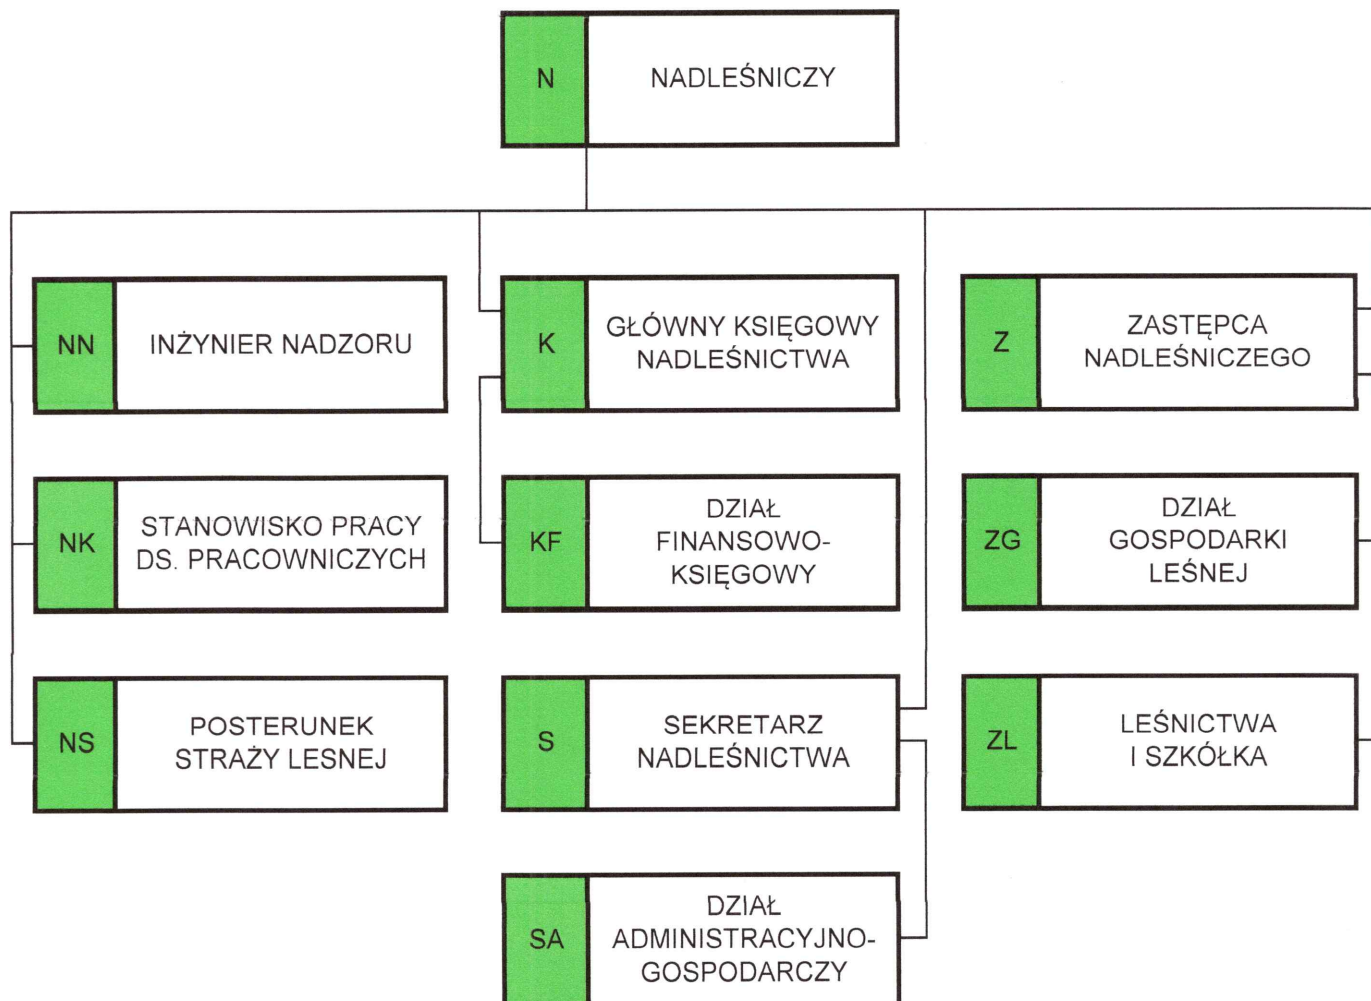 N
NADLEŚNICZY
NN
INŻYNIER NADZORU
K
GŁÓWNY KSIĘGOWY
NADLEŚNICTWA
Z
ZASTĘPCA
NADLEŚNICZEGO
NK
STANOWISKO PRACY
DS. PRACOWNICZYCH
KF
DZIAŁ
FINANSOWO-
KSIĘGOWY
ZG
DZIAŁ
GOSPODARKI
LEŚNEJ
NS
POSTERUNEK
STRAŻY LESNEJ
S
SEKRETARZ
NADLEŚNICTWA
ZL
LEŚNICTWA
I SZKÓŁKA
SA
DZIAŁ
ADMINISTRACYJNO-
GOSPODARCZY